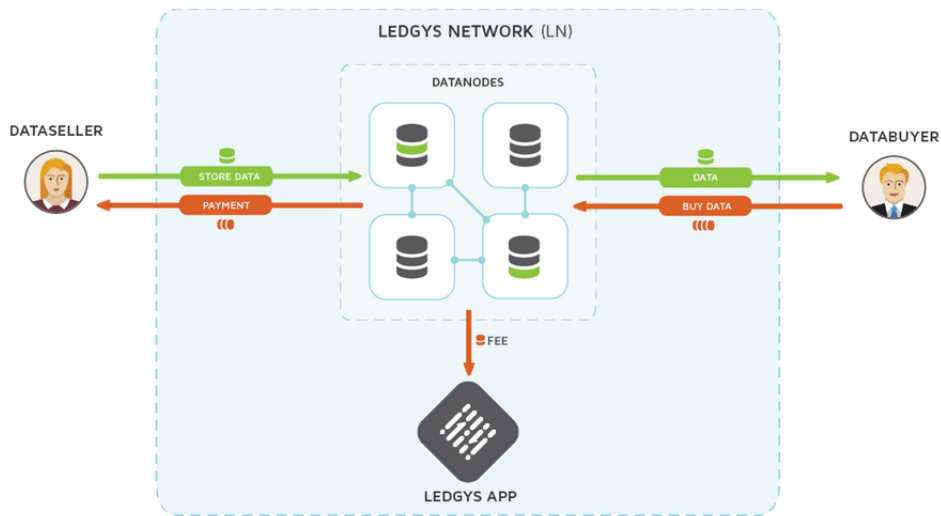 LEDGYS NETWORK (LN)
DATANODES
DATASELLER
DATABUYER
STORE DATA
DATA
PAYMENT
BUY DATA
FEE
LEDGYS APP